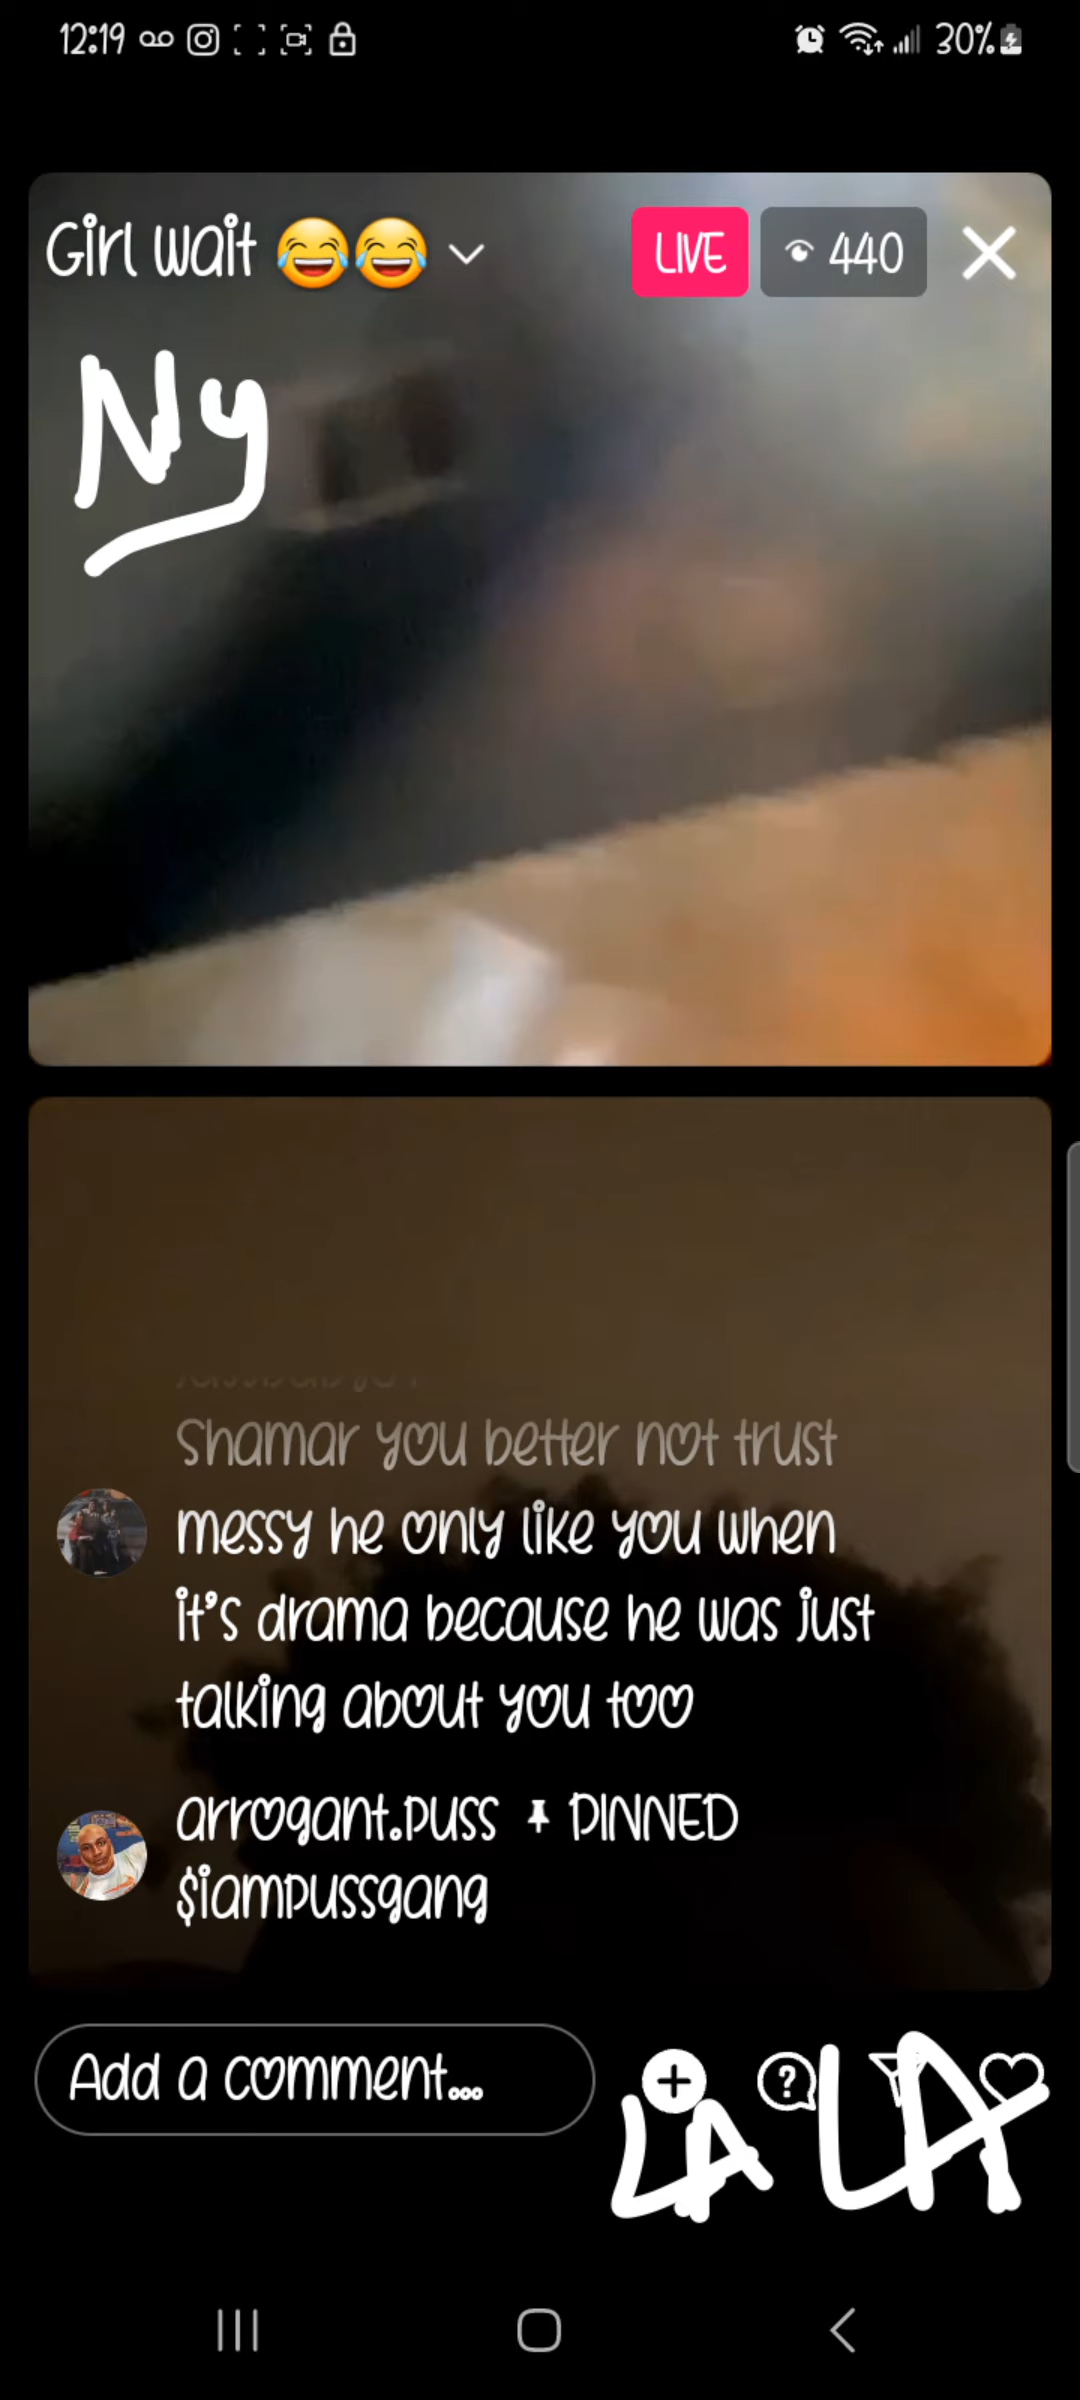 12:19 30%
Girl wait 😂😂 LIVE 440
Ny
Shamar you better not trust
messy he only like you when
it's drama because he was just
talking about you too
arrogant.puss PINNED
$iampussgang
Add a comment...
LA LA